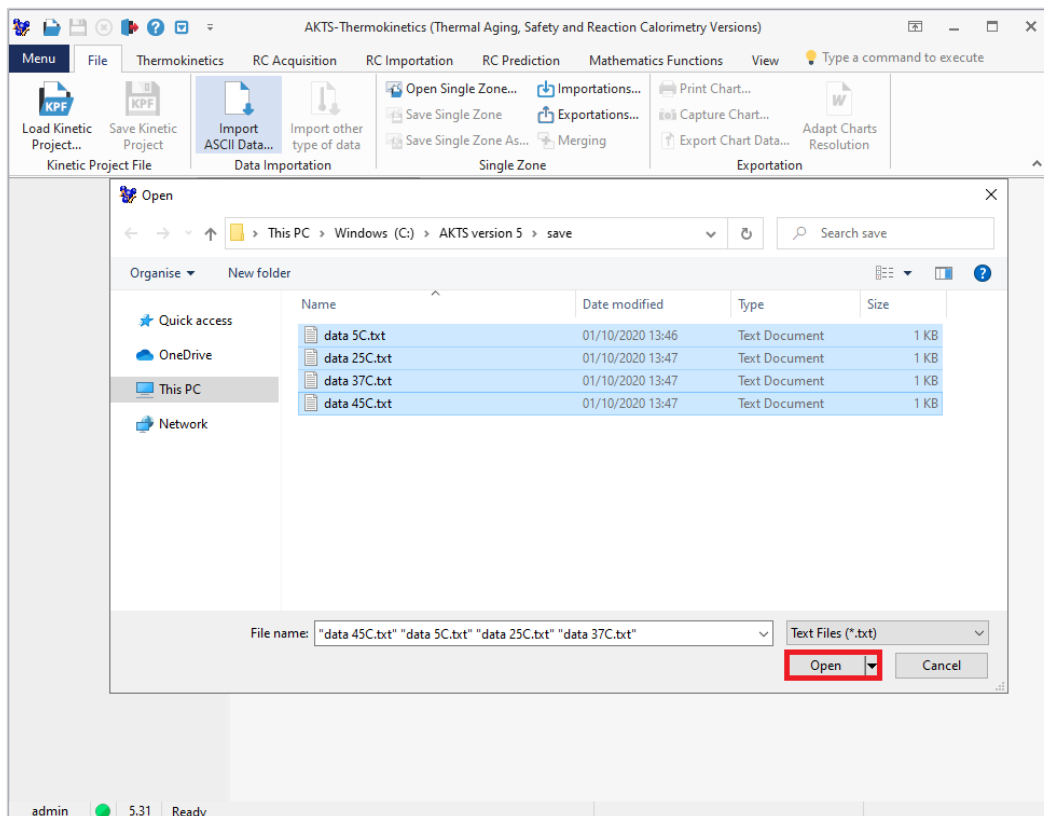 AKTS-Thermokinetics (Thermal Aging, Safety and Reaction Calorimetry Versions)
Menu File Thermokinetics RC Acquisition RC Importation RC Prediction Mathematics Functions View Type a command to execute
KPF
Load Kinetic Project...
KPF
Save Kinetic Project
Kinetic Project File
Import ASCII Data...
Import other type of data
Data Importation
Open Single Zone... Importations...
Save Single Zone Exportations...
Save Single Zone As... Merging
Single Zone
Print Chart...
Capture Chart...
Export Chart Data...
W
Adapt Charts Resolution
Exportation
Open
This PC > Windows (C:) > AKTS version 5 > save
Search save
Organise New folder
Quick access
OneDrive
This PC
Network
Name Date modified Type Size
data 5C.txt 01/10/2020 13:46 Text Document 1 KB
data 25C.txt 01/10/2020 13:47 Text Document 1 KB
data 37C.txt 01/10/2020 13:47 Text Document 1 KB
data 45C.txt 01/10/2020 13:47 Text Document 1 KB
File name: "data 45C.txt" "data 5C.txt" "data 25C.txt" "data 37C.txt" Text Files (*.txt)
Open Cancel
admin 5.31 Ready